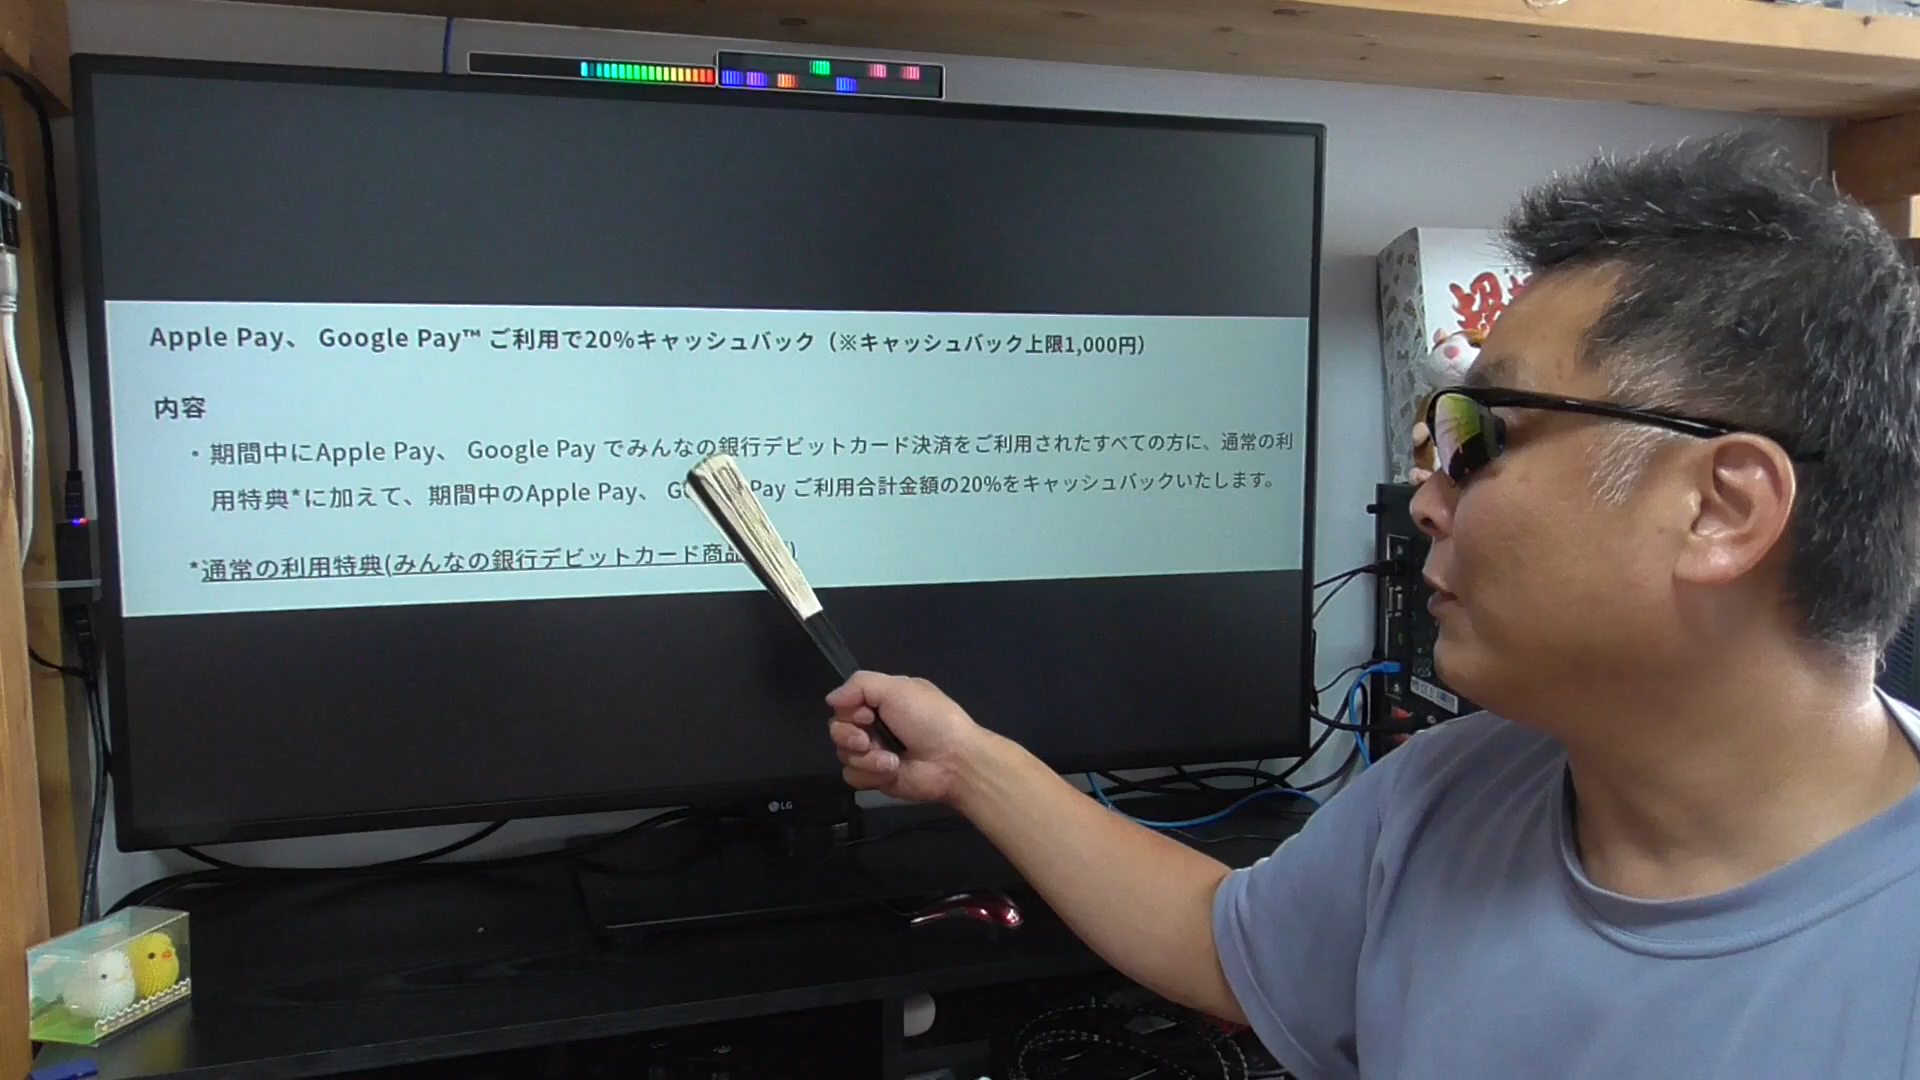 Apple Pay、 Google Pay™ ご利用で20%キャッシュバック（※キャッシュバック上限1,000円）
内容
・期間中にApple Pay、 Google Pay でみんなの銀行デビットカード決済をご利用されたすべての方に、通常の利
用特典*に加えて、期間中のApple Pay、 Pay ご利用合計金額の20%をキャッシュバックいたします。
*通常の利用特典(みんなの銀行デビットカード商品
LG